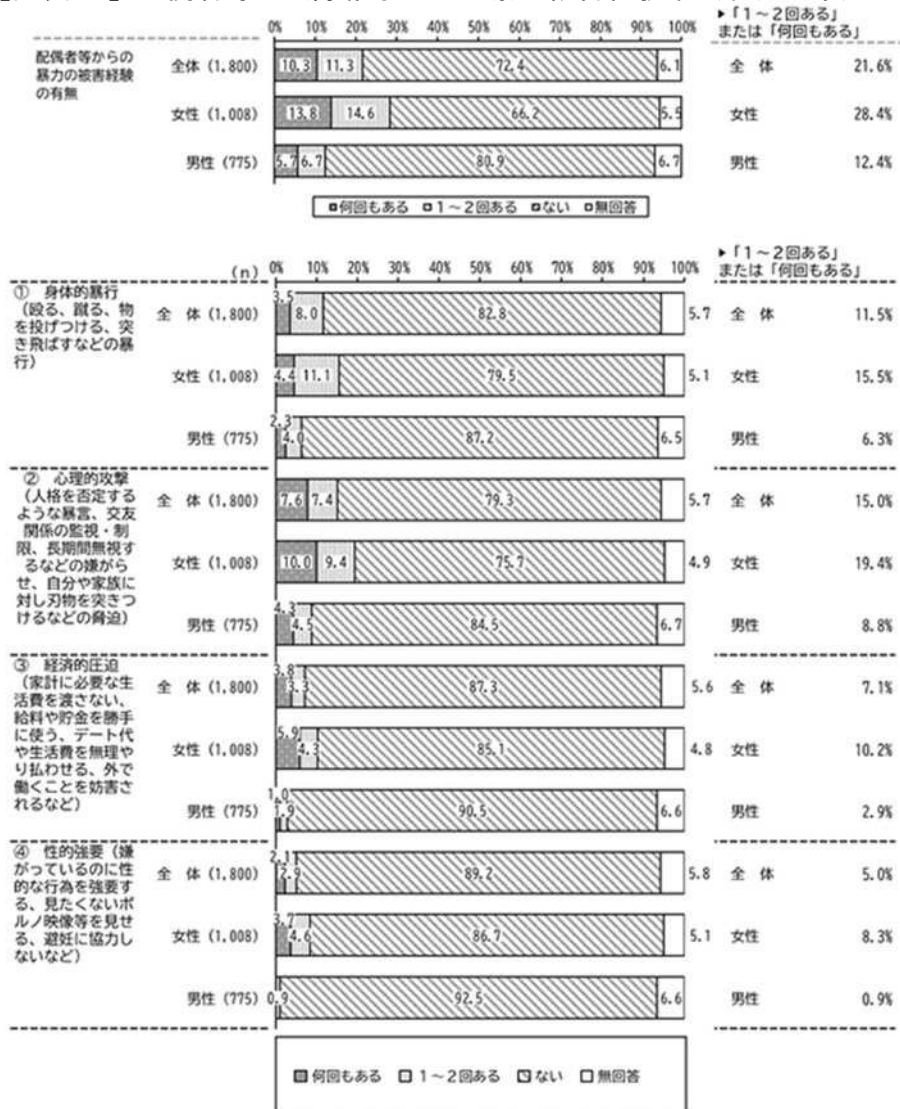 0% 10% 20% 30% 40% 50% 60% 70% 80% 90% 100%
▶「1～2回ある」
または「何回もある」
配偶者等からの
暴力の被害経験
の有無
全体 (1,800) 10.3 11.3 72.4 6.1 全 体 21.6%
女性 (1,008) 13.8 14.6 66.2 5.5 女性 28.4%
男性 (775) 5.7 6.7 80.9 6.7 男性 12.4%
何回もある 1～2回ある ない 無回答
▶「1～2回ある」
または「何回もある」
(n) 0% 10% 20% 30% 40% 50% 60% 70% 80% 90% 100%
① 身体的暴行
（殴る、蹴る、物
を投げつける、突
き飛ばすなどの暴
行）
全 体 (1,800) 3.5 8.0 82.8 5.7 全 体 11.5%
女性 (1,008) 4.4 11.1 79.5 5.1 女性 15.5%
男性 (775) 2.3 4.0 87.2 6.5 男性 6.3%
② 心理的攻撃
（人格を否定する
ような暴言、交友
関係の監視・制
限、長期間無視す
るなどの嫌がら
せ、自分や家族に
対し刃物を突きつ
けるなどの脅迫）
全 体 (1,800) 7.6 7.4 79.3 5.7 全 体 15.0%
女性 (1,008) 10.0 9.4 75.7 4.9 女性 19.4%
男性 (775) 4.3 4.5 84.5 6.7 男性 8.8%
③ 経済的圧迫
（家計に必要な生
活費を渡さない、
給料や貯金を勝手
に使う、デート代
や生活費を無理や
り払わせる、外で
働くことを妨害さ
れるなど）
全 体 (1,800) 3.8 3.3 87.3 5.6 全 体 7.1%
女性 (1,008) 5.9 4.3 85.1 4.8 女性 10.2%
男性 (775) 1.0 1.9 90.5 6.6 男性 2.9%
④ 性的強要（嫌
がっているのに性
的な行為を強要す
る、見たくないポ
ルノ映像等を見せ
る、避妊に協力し
ないなど）
全 体 (1,800) 2.1 2.9 89.2 5.8 全 体 5.0%
女性 (1,008) 3.7 4.6 86.7 5.1 女性 8.3%
男性 (775) 0.9 92.5 6.6 男性 0.9%
何回もある 1～2回ある ない 無回答